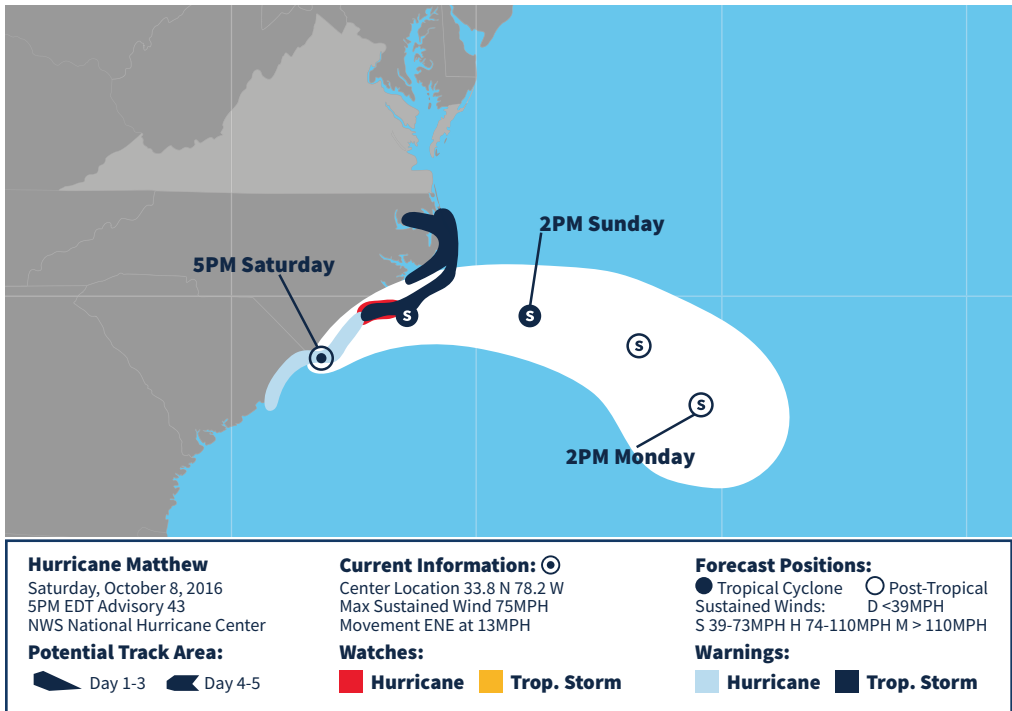 2PM Sunday
5PM Saturday
S
S
S
S
2PM Monday
Hurricane Matthew
Saturday, October 8, 2016
5PM EDT Advisory 43
NWS National Hurricane Center
Potential Track Area:
Day 1-3
Day 4-5
Current Information:
Center Location 33.8 N 78.2 W
Max Sustained Wind 75MPH
Movement ENE at 13MPH
Watches:
Hurricane
Trop. Storm
Forecast Positions:
Tropical Cyclone
Post-Tropical
Sustained Winds: D <39MPH
S 39-73MPH H 74-110MPH M > 110MPH
Warnings:
Hurricane
Trop. Storm